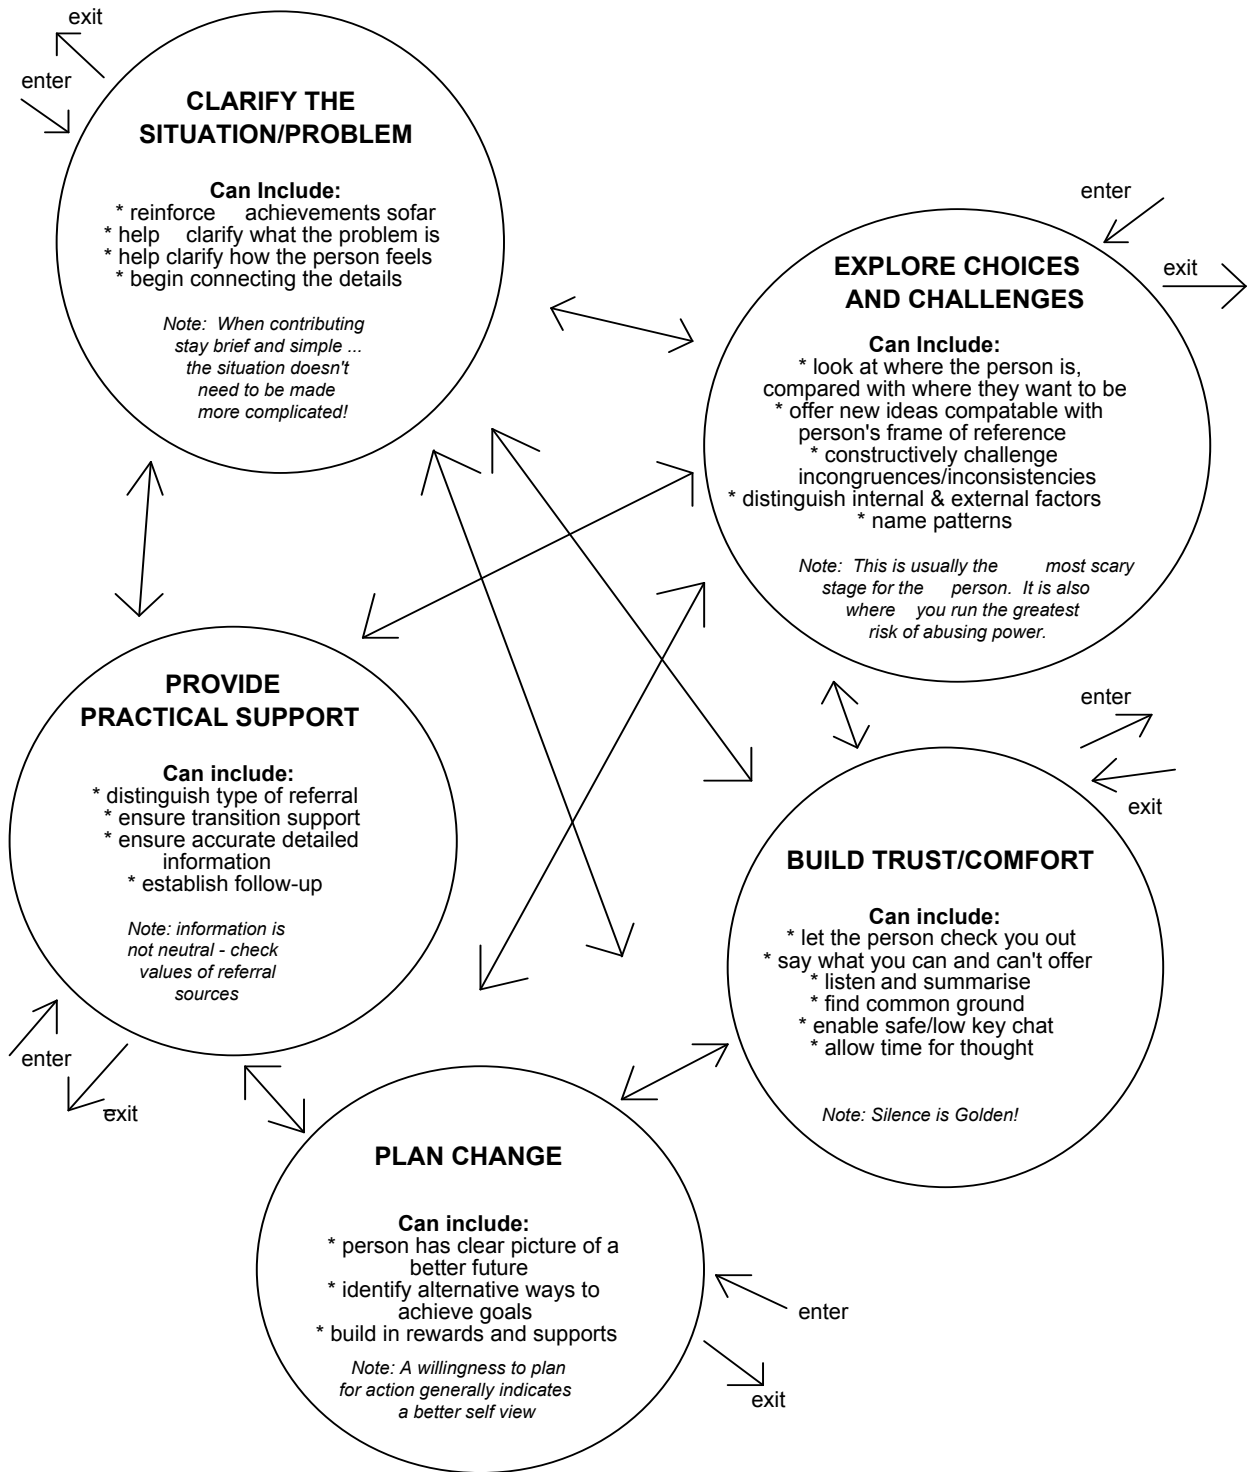 exit
enter
CLARIFY THE
SITUATION/PROBLEM
Can Include:
* reinforce achievements sofar
* help clarify what the problem is
* help clarify how the person feels
* begin connecting the details
Note: When contributing
stay brief and simple ...
the situation doesn't
need to be made
more complicated!
enter
exit
EXPLORE CHOICES
AND CHALLENGES
Can Include:
* look at where the person is,
compared with where they want to be
* offer new ideas compatable with
person's frame of reference
* constructively challenge
incongruences/inconsistencies
* distinguish internal & external factors
* name patterns
Note: This is usually the most scary
stage for the person. It is also
where you run the greatest
risk of abusing power.
PROVIDE
PRACTICAL SUPPORT
Can include:
* distinguish type of referral
* ensure transition support
* ensure accurate detailed
information
* establish follow-up
Note: information is
not neutral - check
values of referral
sources
enter
exit
enter
exit
BUILD TRUST/COMFORT
Can include:
* let the person check you out
* say what you can and can't offer
* listen and summarise
* find common ground
* enable safe/low key chat
* allow time for thought
Note: Silence is Golden!
PLAN CHANGE
Can include:
* person has clear picture of a
better future
* identify alternative ways to
achieve goals
* build in rewards and supports
Note: A willingness to plan
for action generally indicates
a better self view
enter
exit